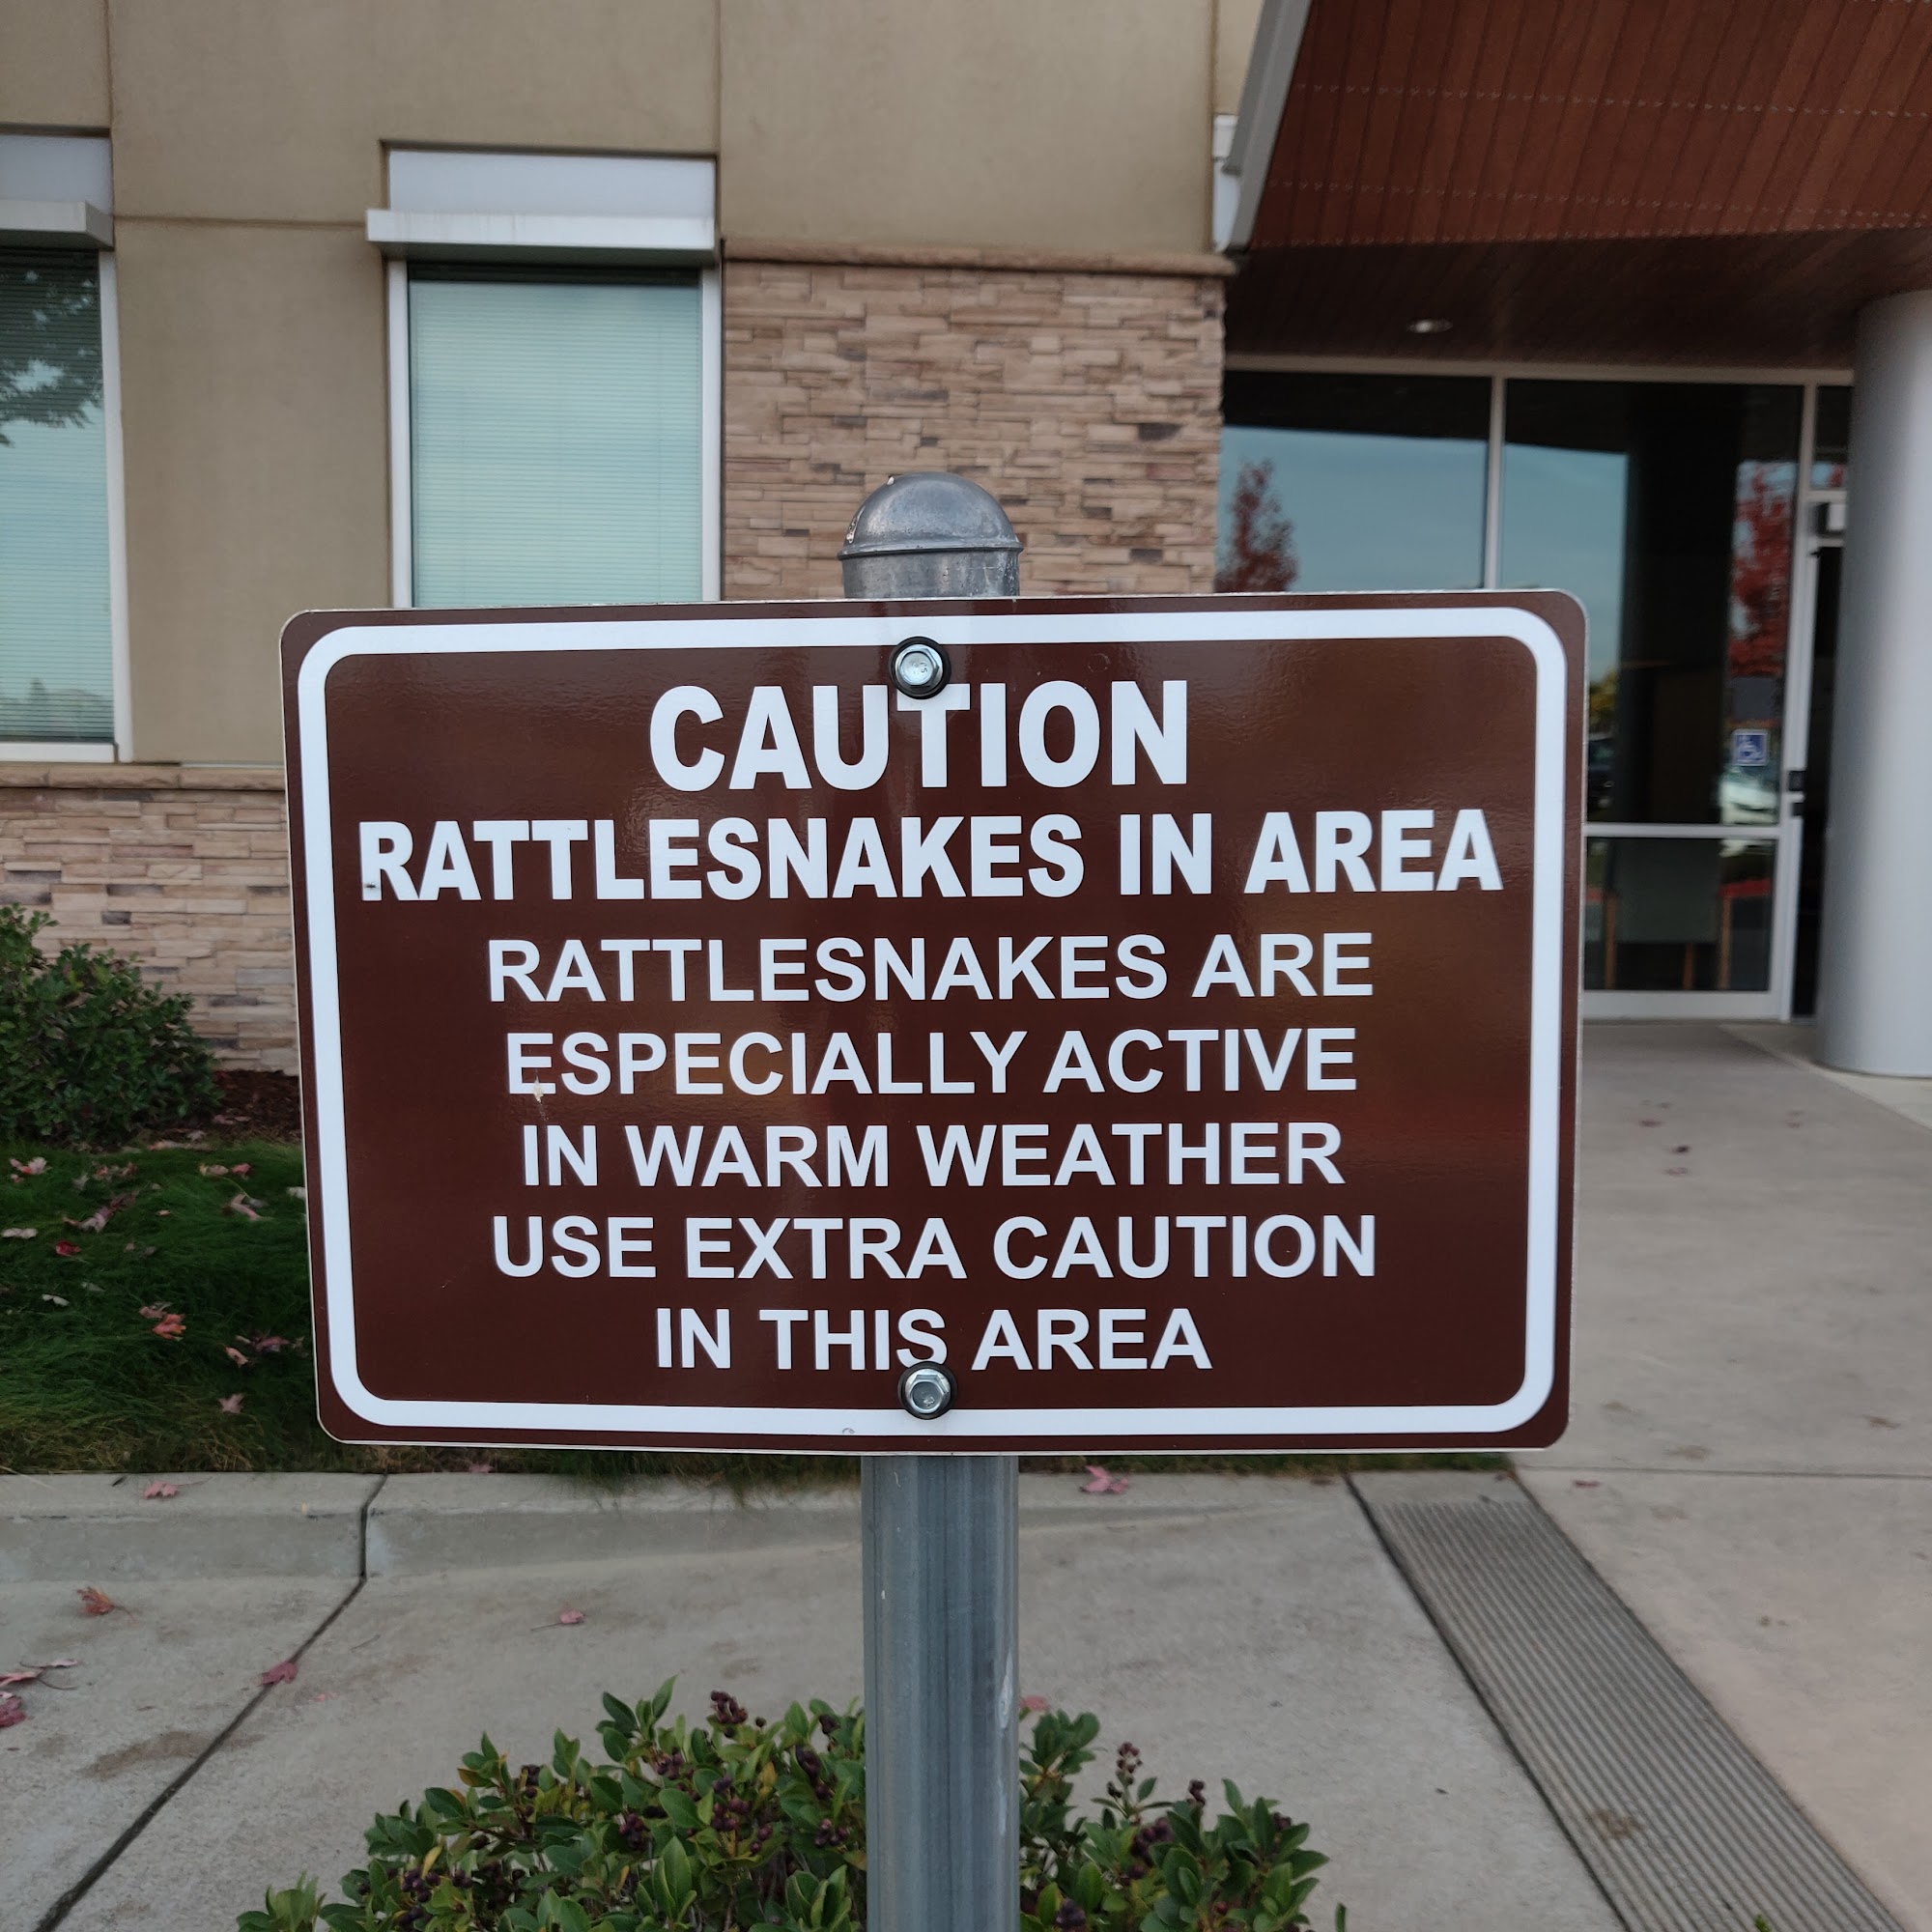 CAUTION
RATTLESNAKES IN AREA
RATTLESNAKES ARE
ESPECIALLY ACTIVE
IN WARM WEATHER
USE EXTRA CAUTION
IN THIS AREA